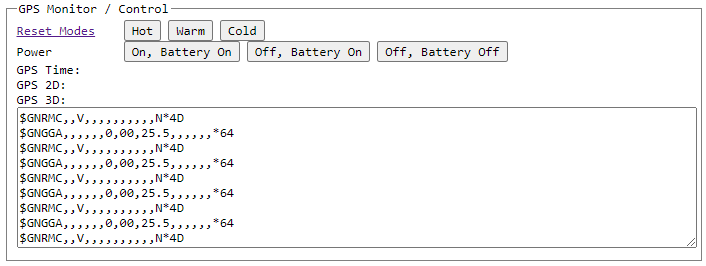 GPS Monitor / Control
Reset Modes Hot Warm Cold
Power On, Battery On Off, Battery On Off, Battery Off
GPS Time:
GPS 2D:
GPS 3D:
$GNRMC,,V,,,,,,,,,,N*4D
$GNGGA,,,,,,0,00,25.5,,,,,,*64
$GNRMC,,V,,,,,,,,,,N*4D
$GNGGA,,,,,,0,00,25.5,,,,,,*64
$GNRMC,,V,,,,,,,,,,N*4D
$GNGGA,,,,,,0,00,25.5,,,,,,*64
$GNRMC,,V,,,,,,,,,,N*4D
$GNGGA,,,,,,0,00,25.5,,,,,,*64
$GNRMC,,V,,,,,,,,,,N*4D